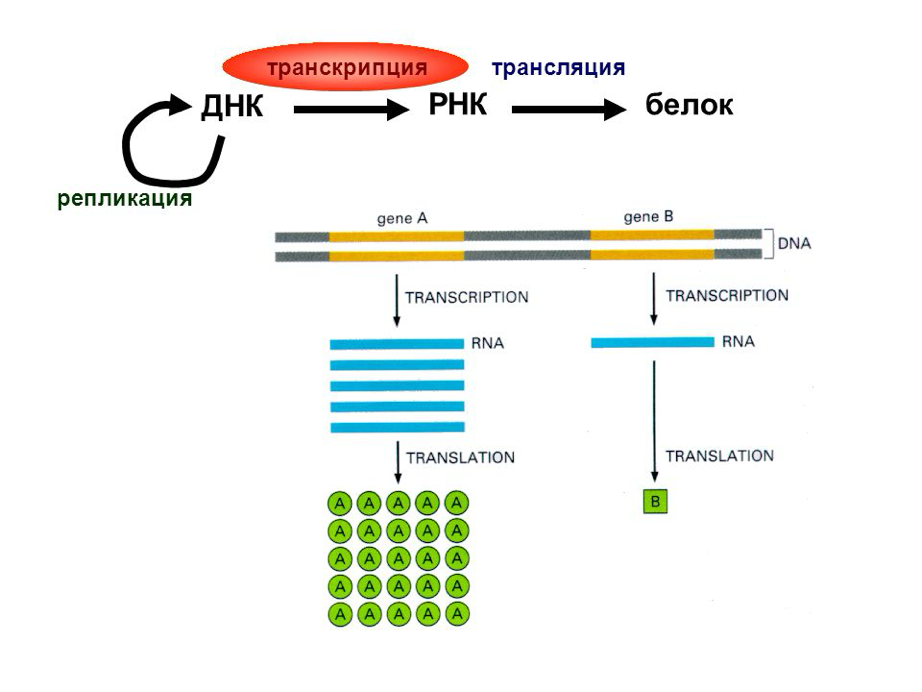 транскрипция трансляция
ДНК РНК белок
репликация
gene A gene B
DNA
TRANSCRIPTION TRANSCRIPTION
RNA RNA
TRANSLATION TRANSLATION
A A A A A B
A A A A A
A A A A A
A A A A A
A A A A A